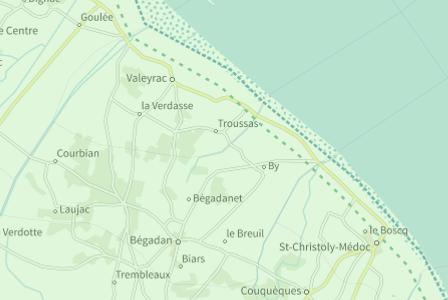 Goulée
e Centre
Valeyrac
la Verdasse
Troussas
Courbian
By
Bégadanet
Laujac
Verdotte
le Breuil
le Boscq
Bégadan
St-Christoly-Médoc
Biars
Trembleaux
Couquèques